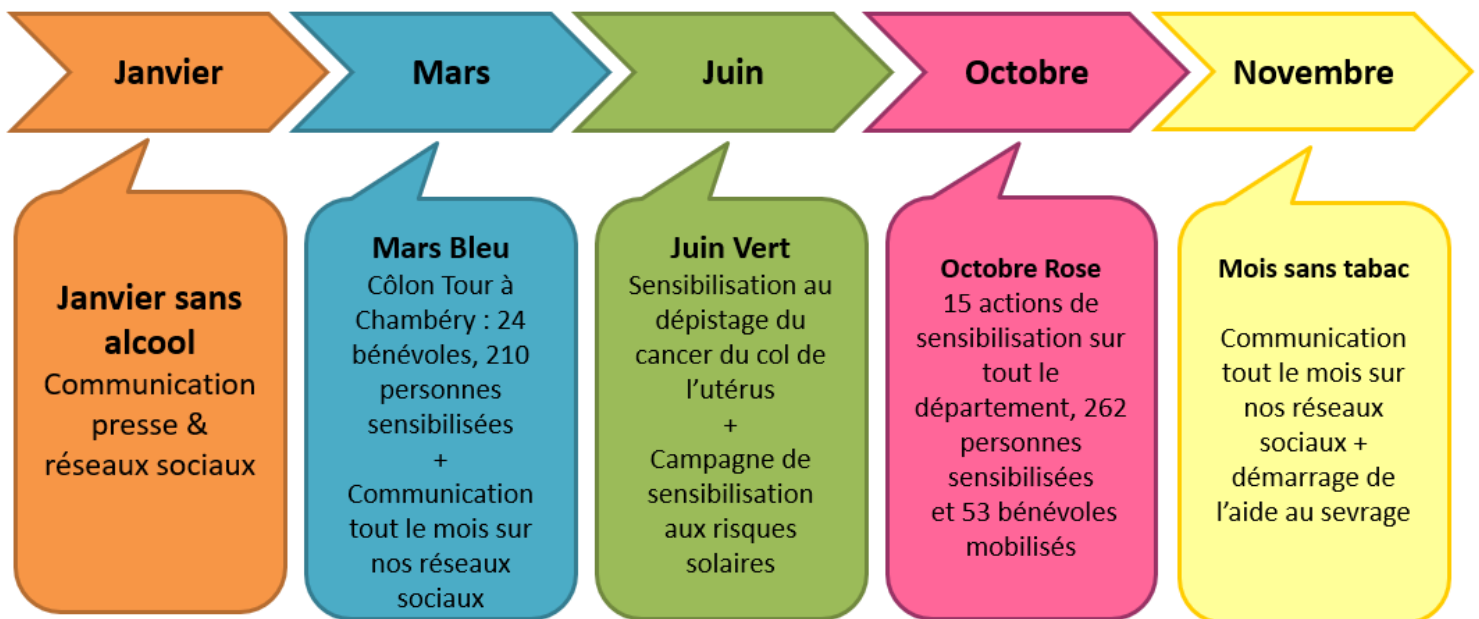 Janvier
Mars
Juin
Octobre
Novembre
Janvier sans
alcool
Communication
presse &
réseaux sociaux
Mars Bleu
Côlon Tour à
Chambéry : 24
bénévoles, 210
personnes
sensibilisées
+
Communication
tout le mois sur
nos réseaux
sociaux
Juin Vert
Sensibilisation au
dépistage du
cancer du col de
l’utérus
+
Campagne de
sensibilisation
aux risques
solaires
Octobre Rose
15 actions de
sensibilisation sur
tout le
département, 262
personnes
sensibilisées
et 53 bénévoles
mobilisés
Mois sans tabac
Communication
tout le mois sur
nos réseaux
sociaux +
démarrage de
l’aide au sevrage